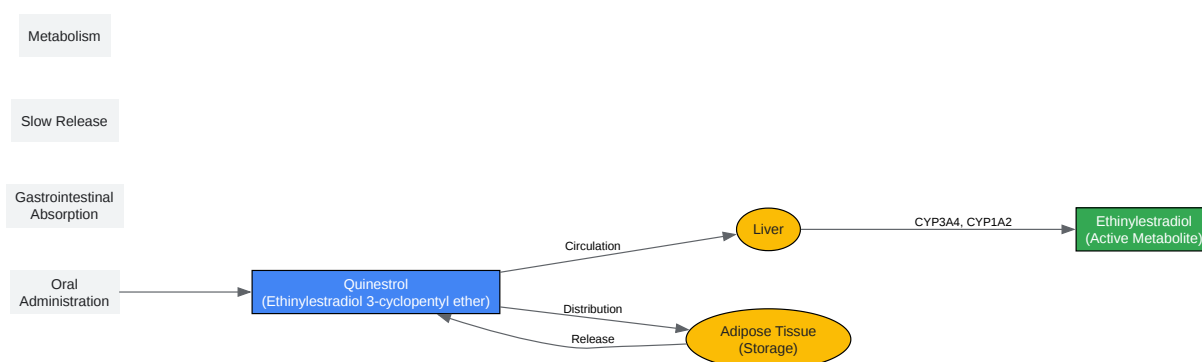 Metabolism
Slow Release
Gastrointestinal
Absorption
Oral
Administration
Quinestrol
(Ethinylestradiol 3-cyclopentyl ether)
Circulation
Distribution
Release
Liver
Adipose Tissue
(Storage)
CYP3A4, CYP1A2
Ethinylestradiol
(Active Metabolite)